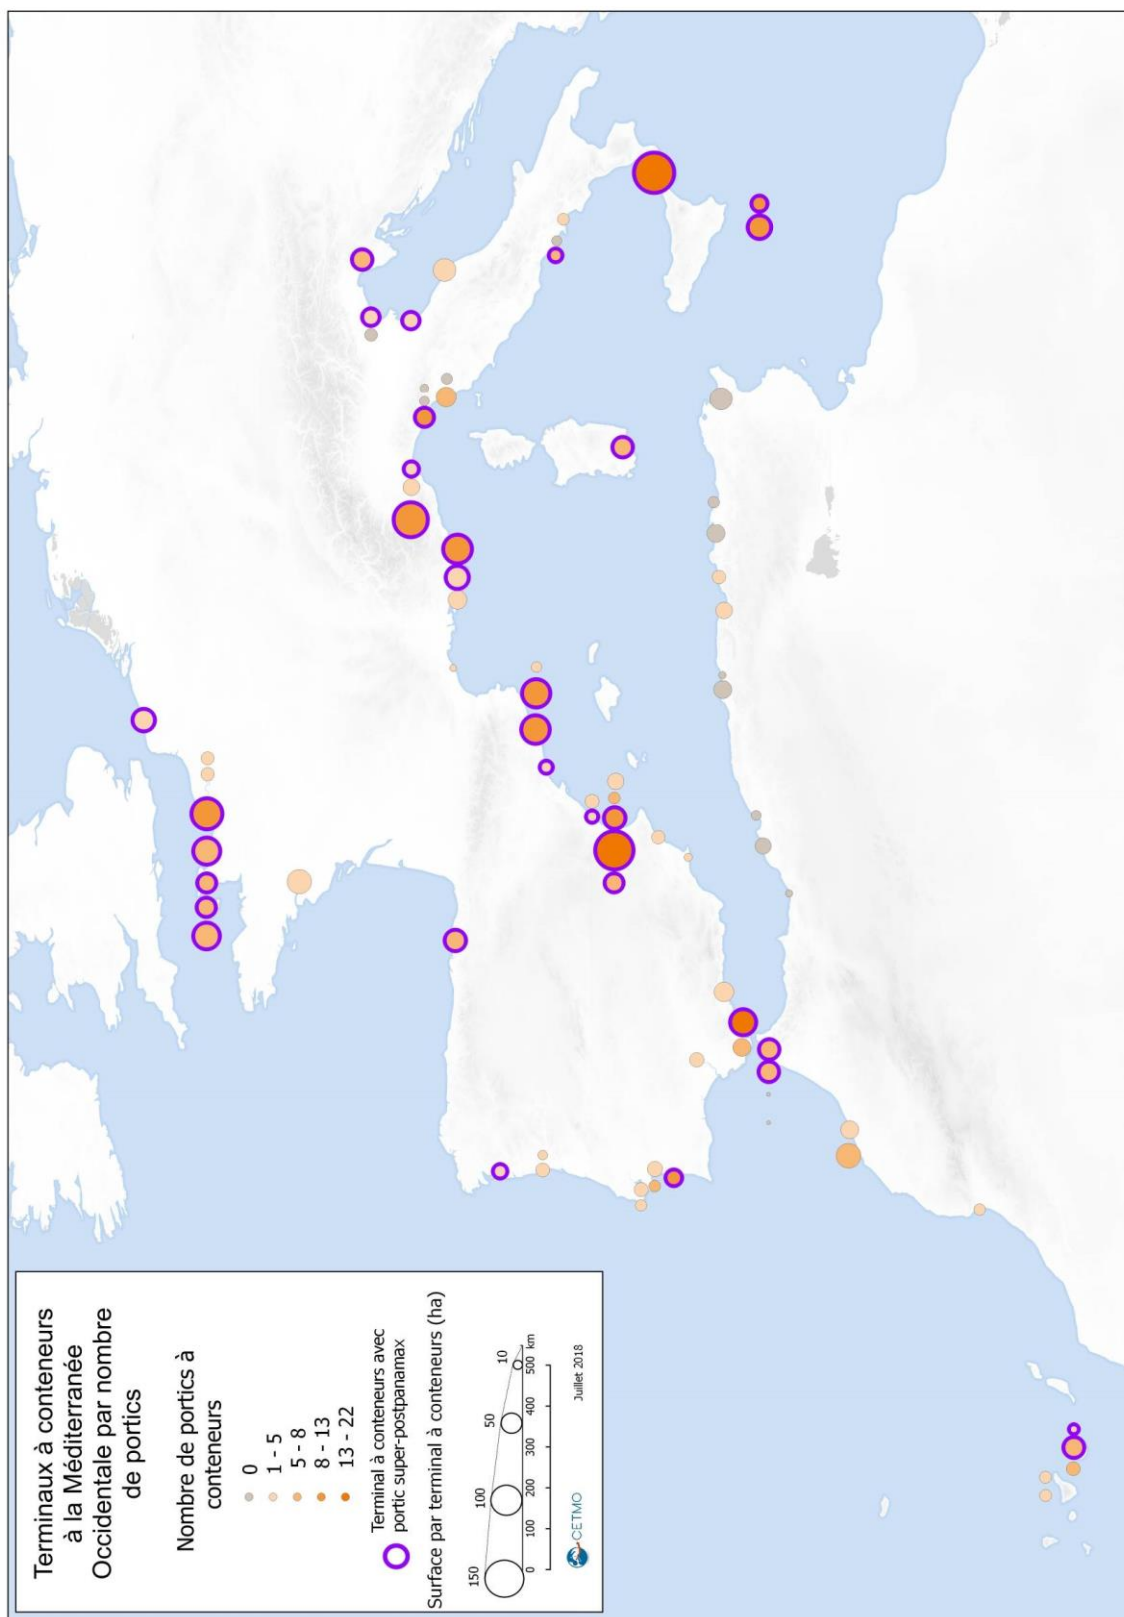 Terminaux à conteneurs
à la Méditerranée
Occidentale par nombre
de portics
Nombre de portics à
conteneurs
0
1 - 5
5 - 8
8 - 13
13 - 22
Terminal à conteneurs avec
portic super-postpanamax
Surface par terminal à conteneurs (ha)
150
100
50
10
0 100 200 300 400 500 km
CETMO
Juillet 2018